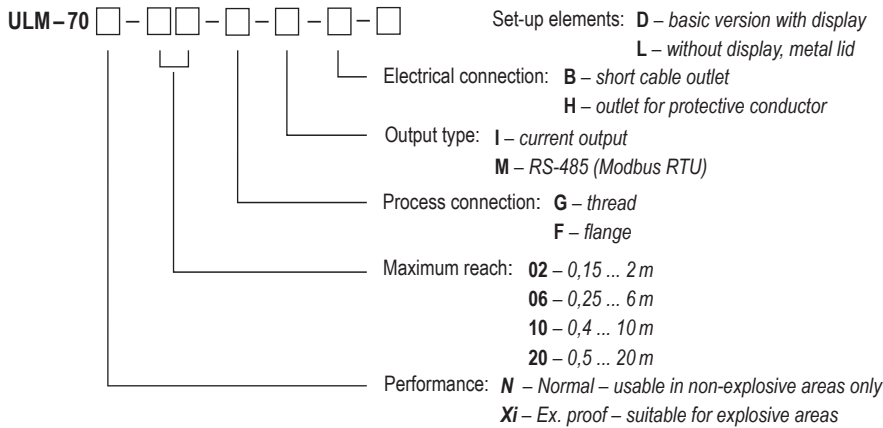 ULM–70 – – – – – Set-up elements: D – basic version with display
L – without display, metal lid
Electrical connection: B – short cable outlet
H – outlet for protective conductor
Output type: I – current output
M – RS-485 (Modbus RTU)
Process connection: G – thread
F – flange
Maximum reach: 02 – 0,15 ... 2 m
06 – 0,25 ... 6 m
10 – 0,4 ... 10 m
20 – 0,5 ... 20 m
Performance: N – Normal – usable in non-explosive areas only
Xi – Ex. proof – suitable for explosive areas